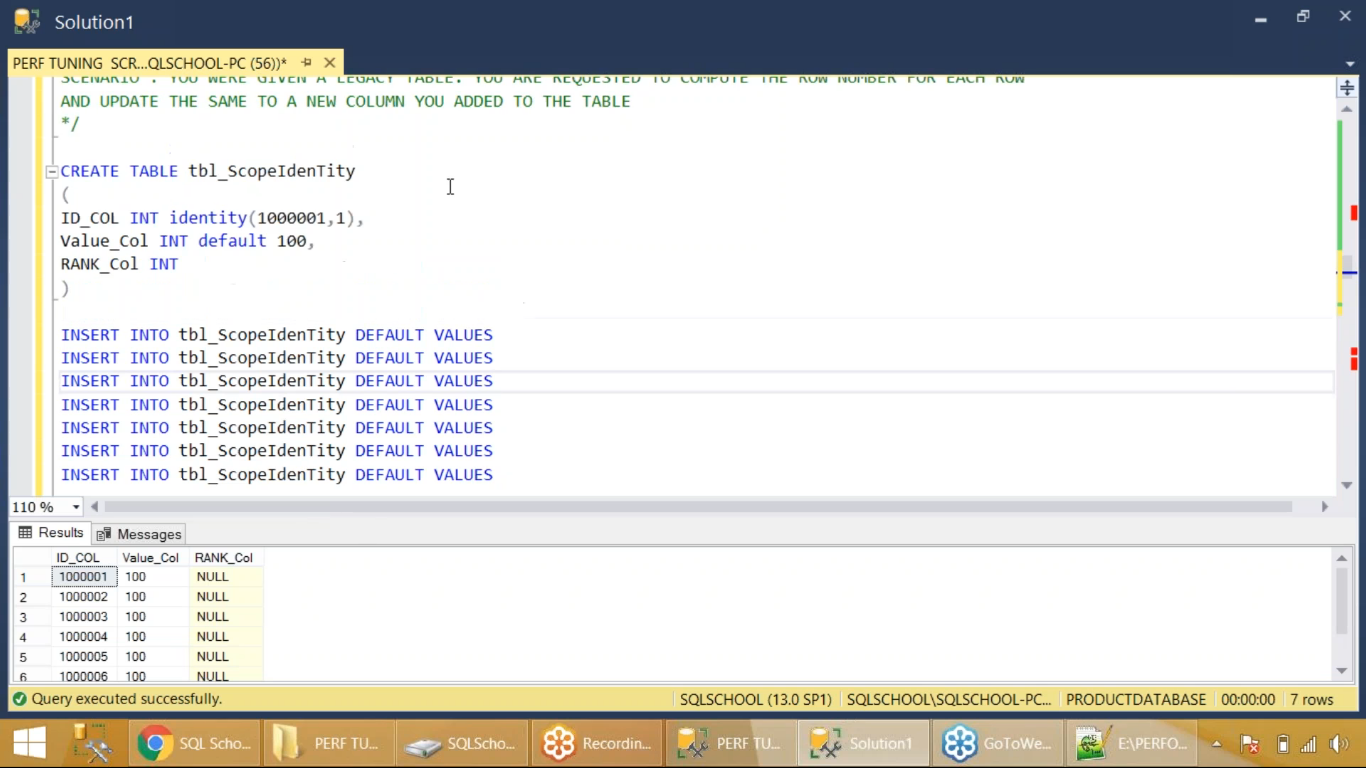 Solution1
PERF TUNING SCR...QLSCHOOL-PC (56))*
SCENARIO : YOU WERE GIVEN A LEGACY TABLE. YOU ARE REQUESTED TO COMPUTE THE ROW NUMBER FOR EACH ROW
AND UPDATE THE SAME TO A NEW COLUMN YOU ADDED TO THE TABLE
*/
CREATE TABLE tbl_ScopeIdenTity
(
ID_COL INT identity(1000001,1),
Value_Col INT default 100,
RANK_Col INT
)
INSERT INTO tbl_ScopeIdenTity DEFAULT VALUES
INSERT INTO tbl_ScopeIdenTity DEFAULT VALUES
INSERT INTO tbl_ScopeIdenTity DEFAULT VALUES
INSERT INTO tbl_ScopeIdenTity DEFAULT VALUES
INSERT INTO tbl_ScopeIdenTity DEFAULT VALUES
INSERT INTO tbl_ScopeIdenTity DEFAULT VALUES
INSERT INTO tbl_ScopeIdenTity DEFAULT VALUES
110 %
Results Messages
ID_COL Value_Col RANK_Col
1 1000001 100 NULL
2 1000002 100 NULL
3 1000003 100 NULL
4 1000004 100 NULL
5 1000005 100 NULL
6 1000006 100 NULL
Query executed successfully. SQLSCHOOL (13.0 SP1) SQLSCHOOL\SQLSCHOOL-PC... PRODUCTDATABASE 00:00:00 7 rows
SQL Scho... PERF TU... SQLScho... Recordin... PERF TU... Solution1 GoToWe... E:\PERFO...